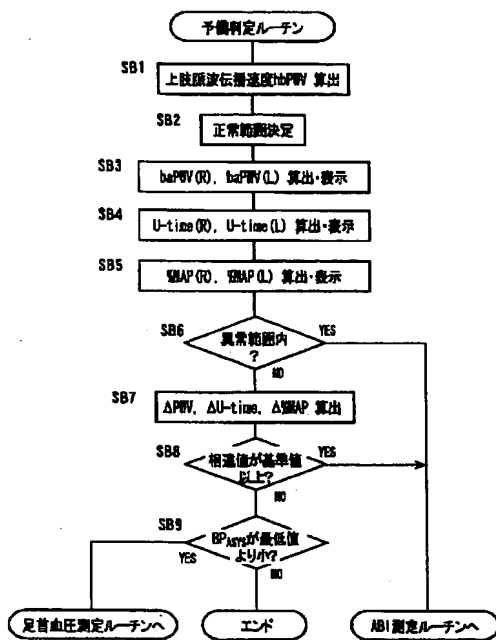 予備判定ルーチン
SB1
上肢脈波伝播速度hbPWV 算出
SB2
正常範囲決定
SB3
baPWV(R), baPWV(L) 算出・表示
SB4
U-time(R), U-time(L) 算出・表示
SB5
%MAP(R), %MAP(L) 算出・表示
SB6
異常範囲内
?
YES
NO
SB7
ΔPWV, ΔU-time, Δ%MAP 算出
SB8
相違値が基準値
以上?
YES
NO
SB9
BPASYSが最低値
より小?
YES
NO
足首血圧測定ルーチンへ
エンド
ABI測定ルーチンへ